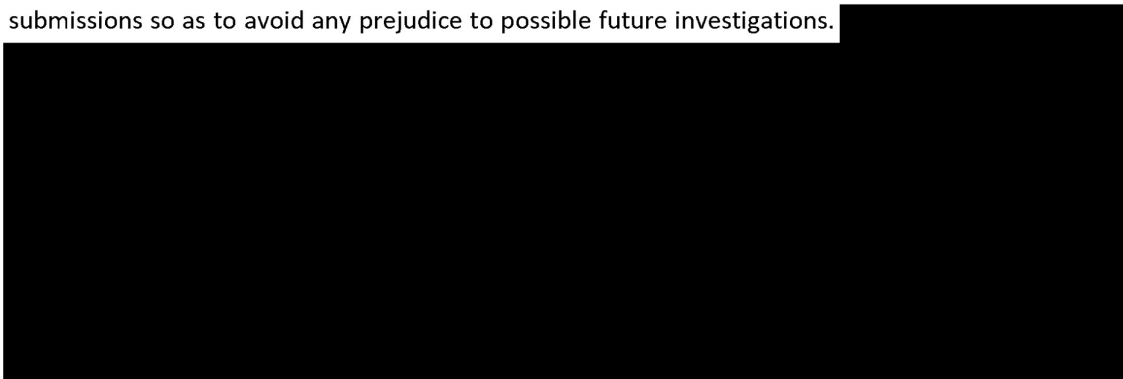 submissions so as to avoid any prejudice to possible future investigations.